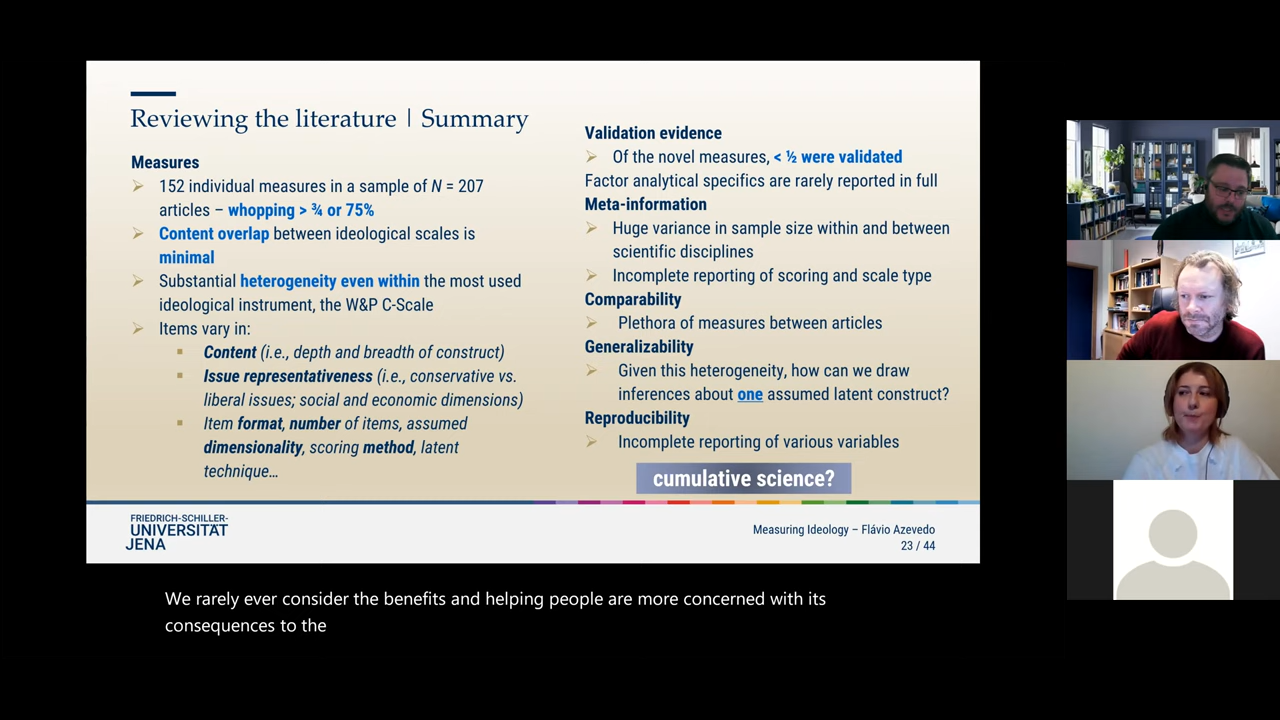 Reviewing the literature | Summary
Measures
152 individual measures in a sample of N = 207
articles – whopping > ¾ or 75%
Content overlap between ideological scales is
minimal
Substantial heterogeneity even within the most used
ideological instrument, the W&P C-Scale
Items vary in:
Content (i.e., depth and breadth of construct)
Issue representativeness (i.e., conservative vs.
liberal issues; social and economic dimensions)
Item format, number of items, assumed
dimensionality, scoring method, latent
technique…
Validation evidence
Of the novel measures, < ½ were validated
Factor analytical specifics are rarely reported in full
Meta-information
Huge variance in sample size within and between
scientific disciplines
Incomplete reporting of scoring and scale type
Comparability
Plethora of measures between articles
Generalizability
Given this heterogeneity, how can we draw
inferences about one assumed latent construct?
Reproducibility
Incomplete reporting of various variables
cumulative science?
FRIEDRICH-SCHILLER-
UNIVERSITÄT
JENA
Measuring Ideology – Flávio Azevedo
23 / 44
We rarely ever consider the benefits and helping people are more concerned with its
consequences to the